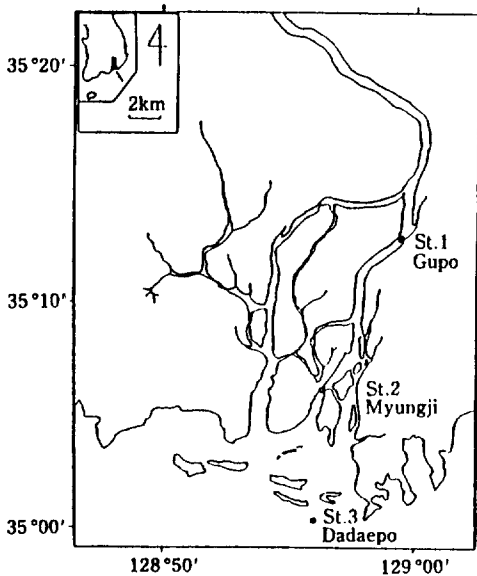 4
2km
35°20'
St.1
Gupo
35°10'
St.2
Myungji
St.3
Dadaepo
35°00'
128°50'
129°00'